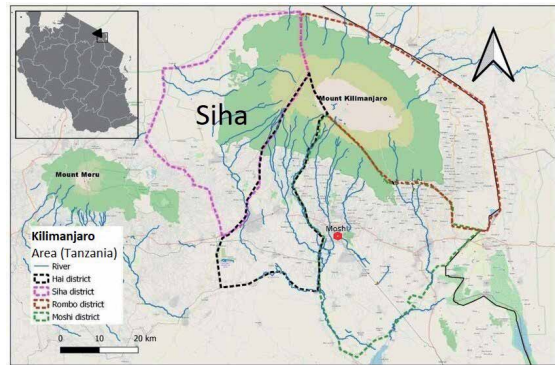 Siha
Mount Kilimanjaro
Mount Meru
Moshi
Kilimanjaro
Area (Tanzania)
River
Hai district
Siha district
Rombo district
Moshi district
0 10 20 km